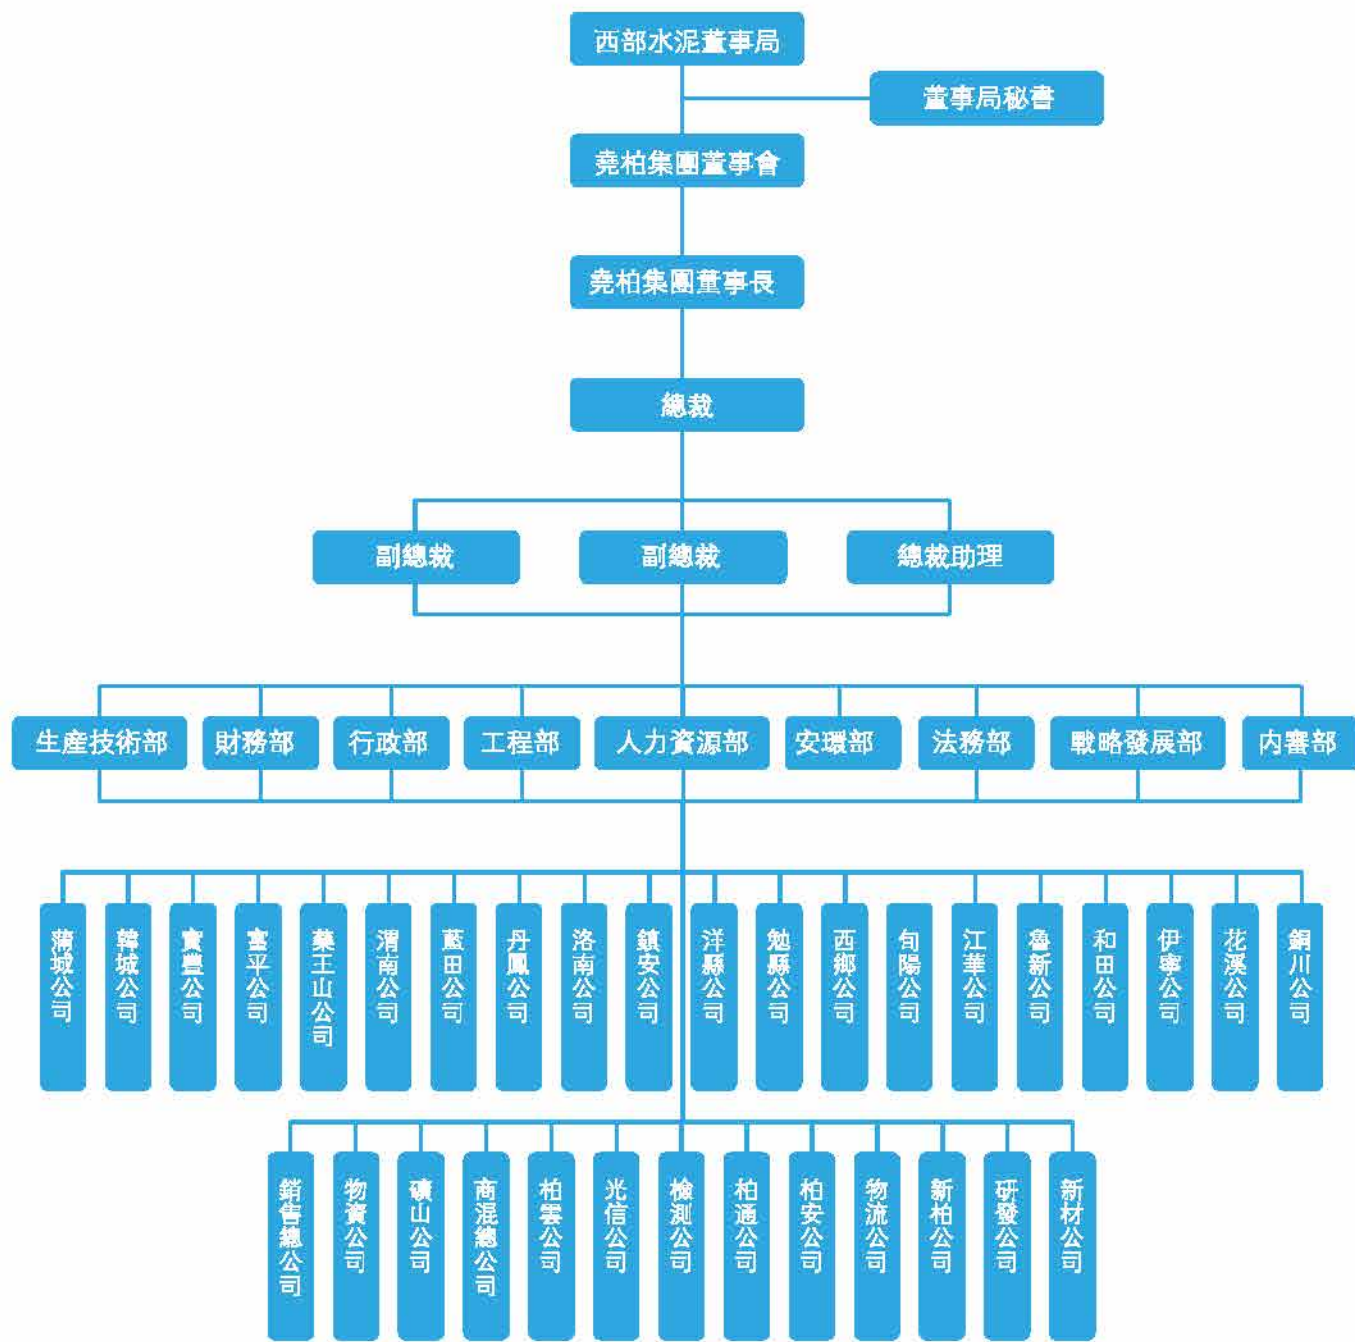 西部水泥董事局
董事局秘書
堯柏集團董事會
堯柏集團董事長
總裁
副總裁
副總裁
總裁助理
生產技術部
財務部
行政部
工程部
人力資源部
安環部
法務部
戰略發展部
内審部
蒲城公司
韓城公司
實豐公司
富平公司
藥王山公司
渭南公司
藍田公司
丹鳳公司
洛南公司
鎮安公司
洋縣公司
勉縣公司
西鄉公司
旬陽公司
江華公司
魯新公司
和田公司
伊寧公司
花溪公司
銅川公司
銷售總公司
物資公司
礦山公司
商混總公司
柏雲公司
光信公司
檢測公司
柏通公司
柏安公司
物流公司
新柏公司
研發公司
新材公司